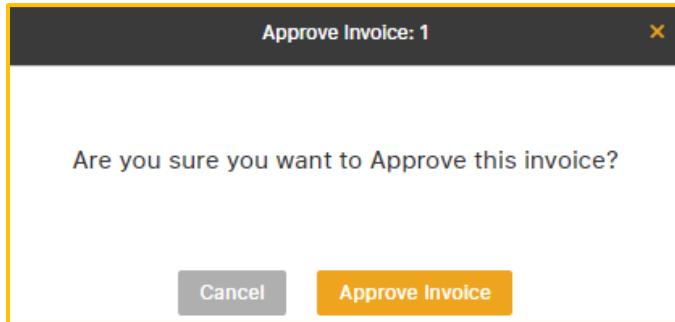 Approve Invoice: 1
×
Are you sure you want to Approve this invoice?
Cancel
Approve Invoice